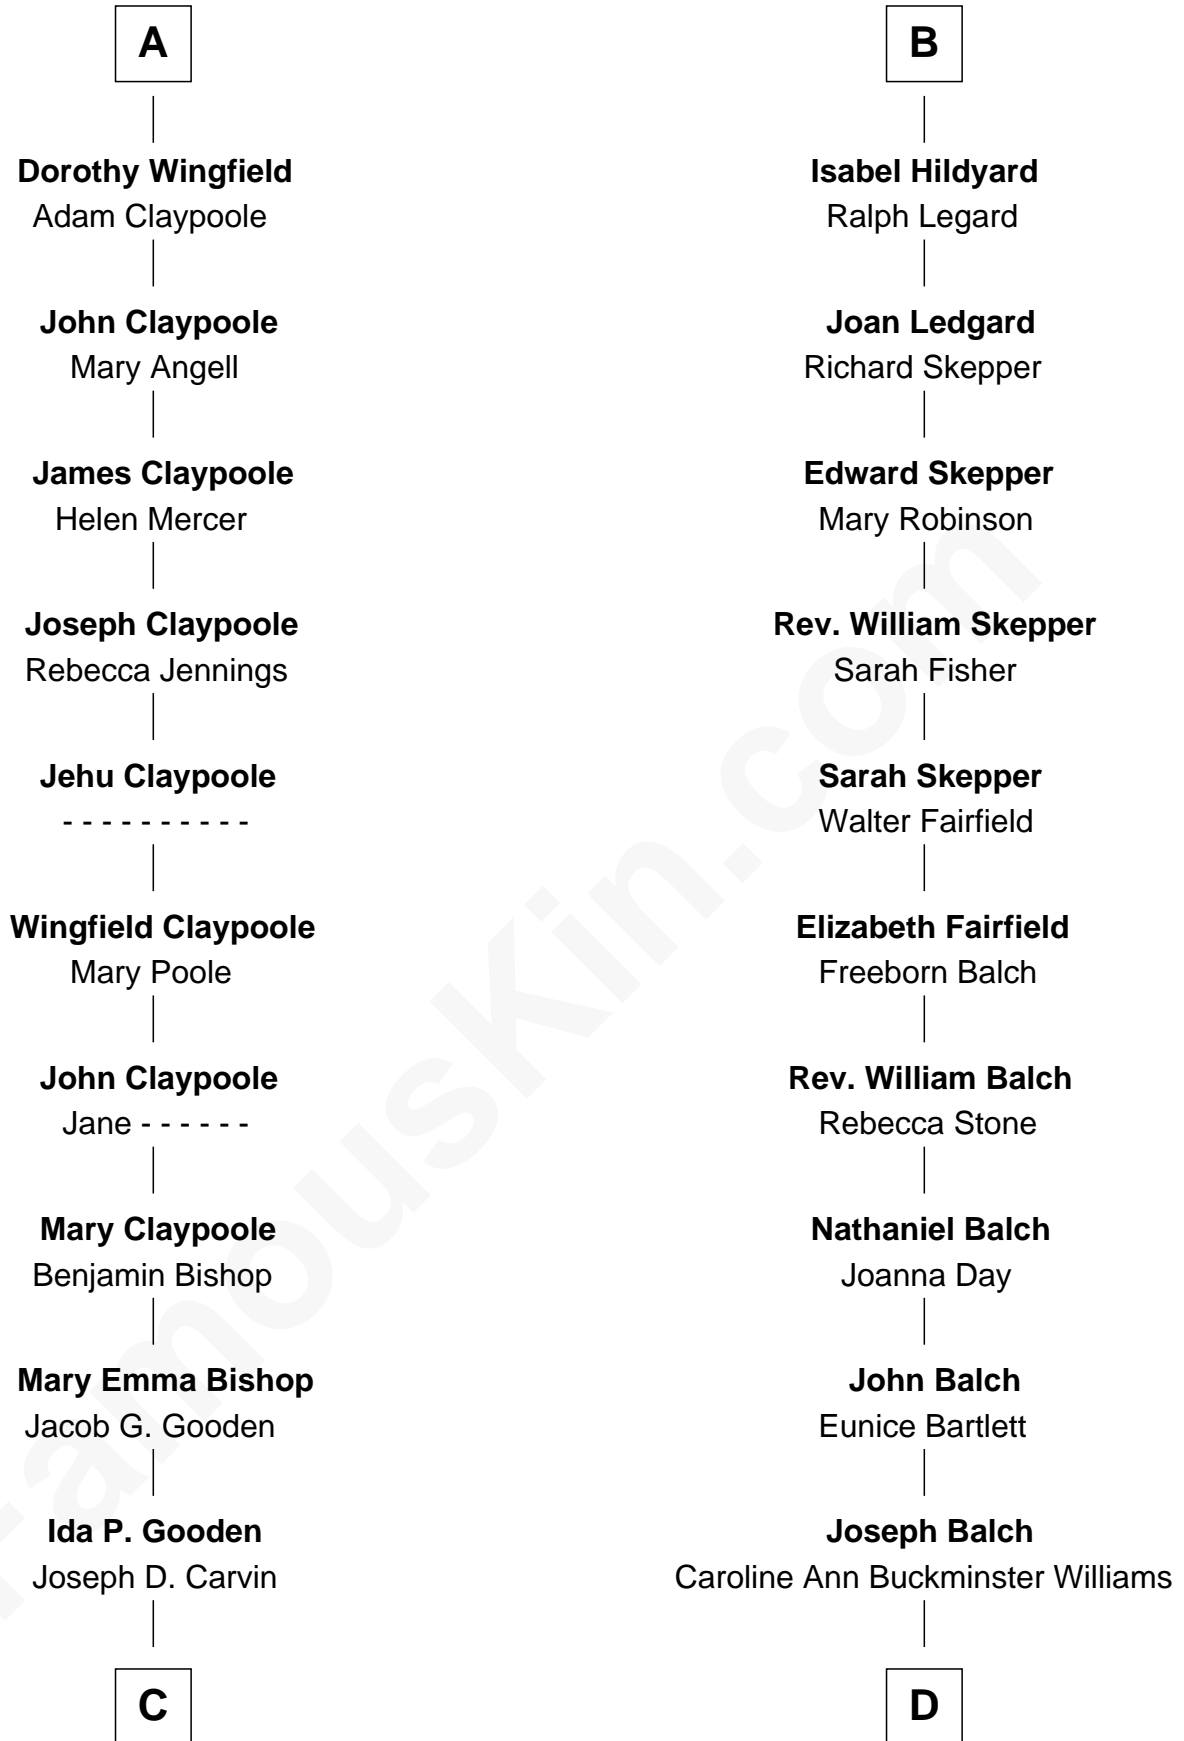 A
Dorothy Wingfield
Adam Claypoole
John Claypoole
Mary Angell
James Claypoole
Helen Mercer
Joseph Claypoole
Rebecca Jennings
Jehu Claypoole
- - - - - - - - - -
Wingfield Claypoole
Mary Poole
John Claypoole
Jane - - - - - -
Mary Claypoole
Benjamin Bishop
Mary Emma Bishop
Jacob G. Gooden
Ida P. Gooden
Joseph D. Carvin
C
B
Isabel Hildyard
Ralph Legard
Joan Ledgard
Richard Skepper
Edward Skepper
Mary Robinson
Rev. William Skepper
Sarah Fisher
Sarah Skepper
Walter Fairfield
Elizabeth Fairfield
Freeborn Balch
Rev. William Balch
Rebecca Stone
Nathaniel Balch
Joanna Day
John Balch
Eunice Bartlett
Joseph Balch
Caroline Ann Buckminster Williams
D
FamousKin.com